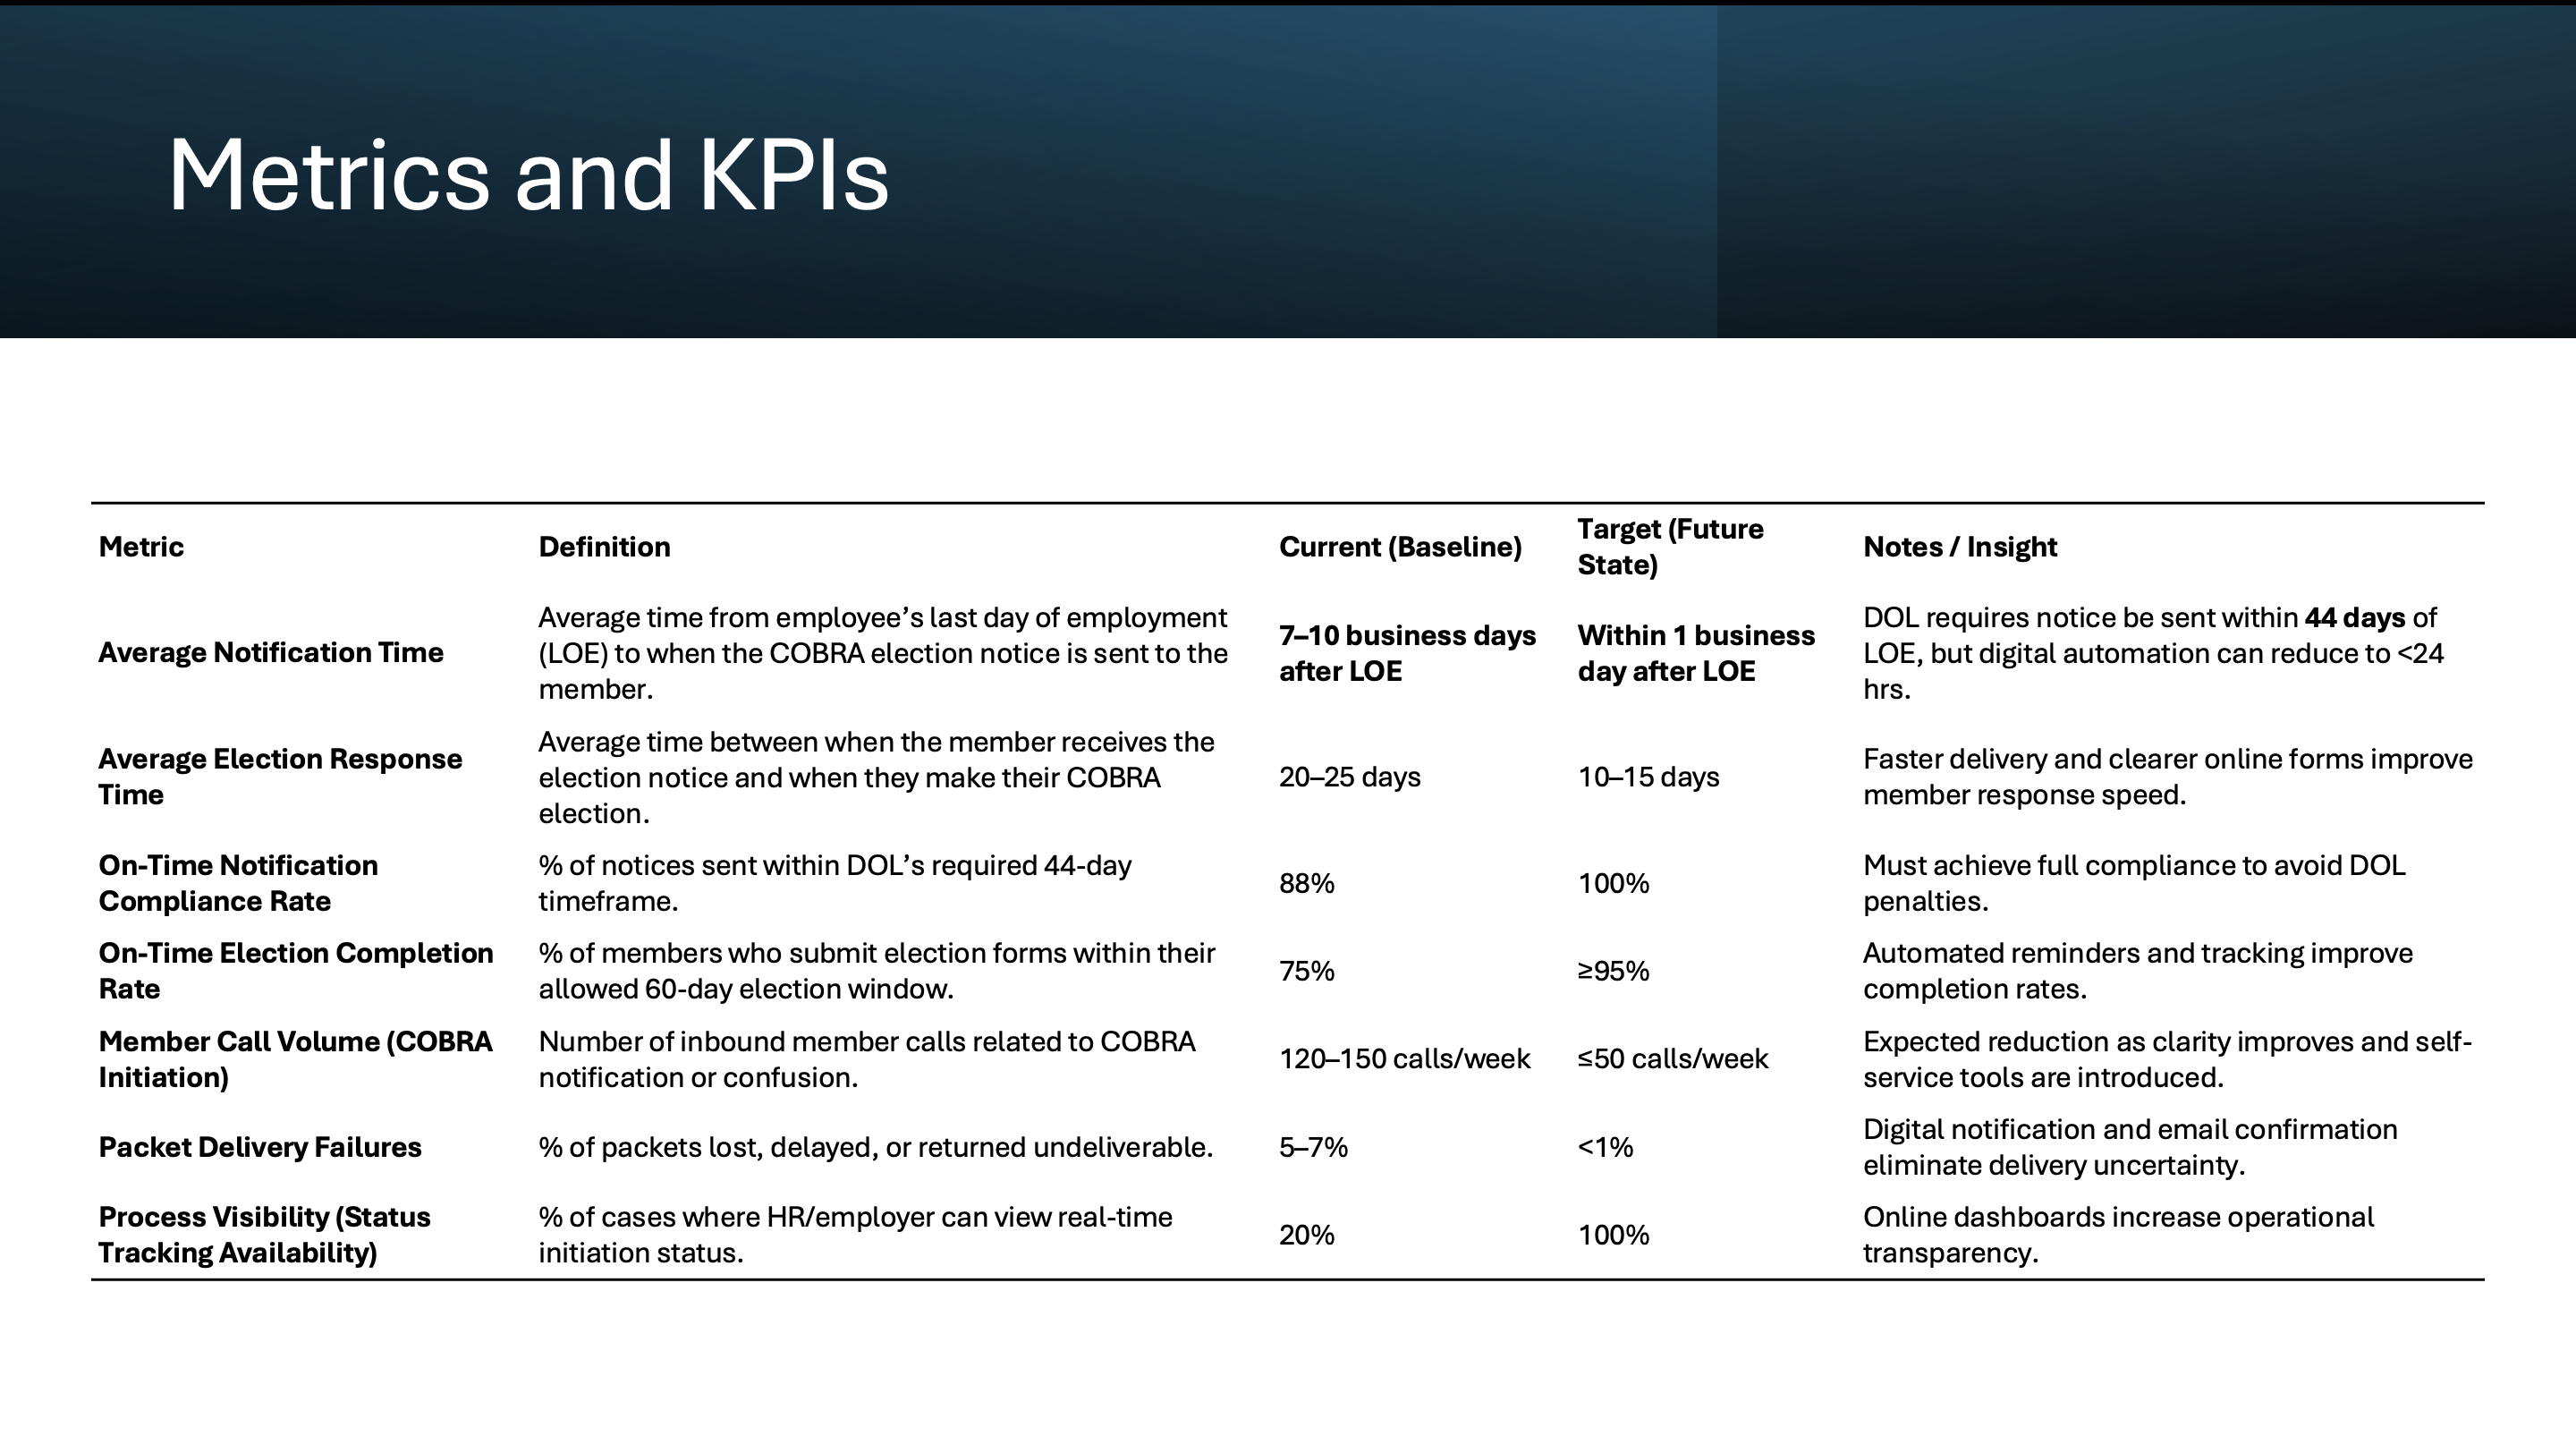 Metrics and KPIs
Metric
Definition
Current (Baseline)
Target (Future
State)
Notes / Insight
Average Notification Time
Average time from employee’s last day of employment
(LOE) to when the COBRA election notice is sent to the
member.
7–10 business days
after LOE
Within 1 business
day after LOE
DOL requires notice be sent within 44 days of
LOE, but digital automation can reduce to <24
hrs.
Average Election Response
Time
Average time between when the member receives the
election notice and when they make their COBRA
election.
20–25 days
10–15 days
Faster delivery and clearer online forms improve
member response speed.
On-Time Notification
Compliance Rate
% of notices sent within DOL’s required 44-day
timeframe.
88%
100%
Must achieve full compliance to avoid DOL
penalties.
On-Time Election Completion
Rate
% of members who submit election forms within their
allowed 60-day election window.
75%
≥95%
Automated reminders and tracking improve
completion rates.
Member Call Volume (COBRA
Initiation)
Number of inbound member calls related to COBRA
notification or confusion.
120–150 calls/week
≤50 calls/week
Expected reduction as clarity improves and self-
service tools are introduced.
Packet Delivery Failures
% of packets lost, delayed, or returned undeliverable.
5–7%
<1%
Digital notification and email confirmation
eliminate delivery uncertainty.
Process Visibility (Status
Tracking Availability)
% of cases where HR/employer can view real-time
initiation status.
20%
100%
Online dashboards increase operational
transparency.